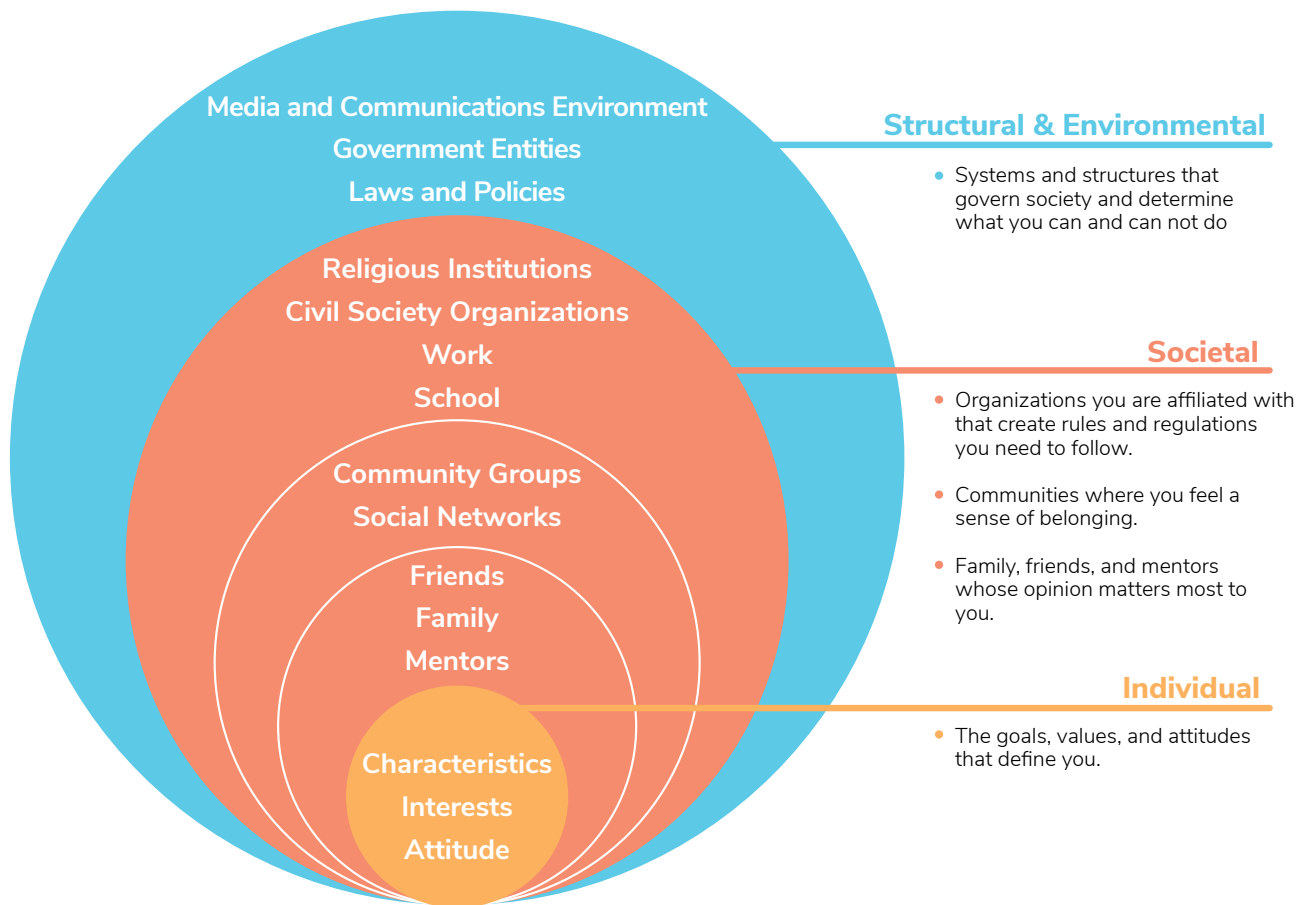 Media and Communications Environment
Government Entities
Laws and Policies
Religious Institutions
Civil Society Organizations
Work
School
Community Groups
Social Networks
Friends
Family
Mentors
Characteristics
Interests
Attitude
Structural & Environmental
Systems and structures that
govern society and determine
what you can and can not do
Societal
Organizations you are affiliated with
that create rules and regulations
you need to follow.
Communities where you feel a
sense of belonging.
Family, friends, and mentors
whose opinion matters most to
you.
Individual
The goals, values, and attitudes
that define you.